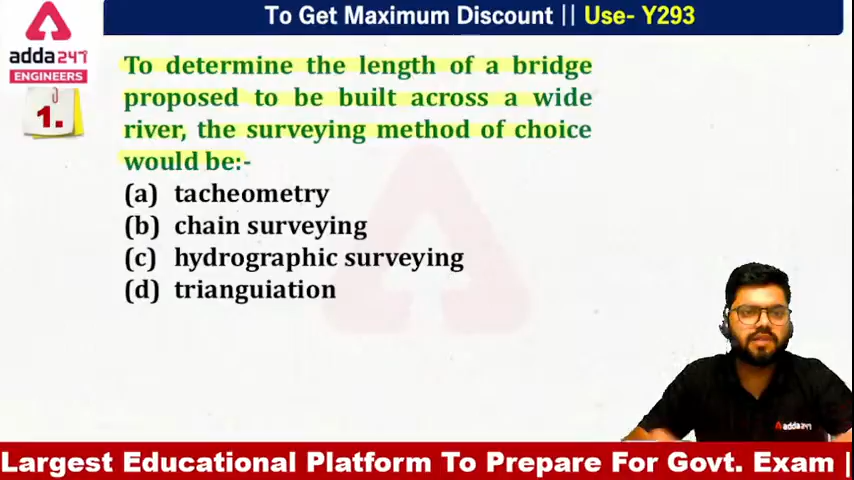 To Get Maximum Discount || Use- Y293
adda247
ENGINEERS
1.
To determine the length of a bridge
proposed to be built across a wide
river, the surveying method of choice
would be:-
(a) tacheometry
(b) chain surveying
(c) hydrographic surveying
(d) trianguiation
adda247
Largest Educational Platform To Prepare For Govt. Exam |